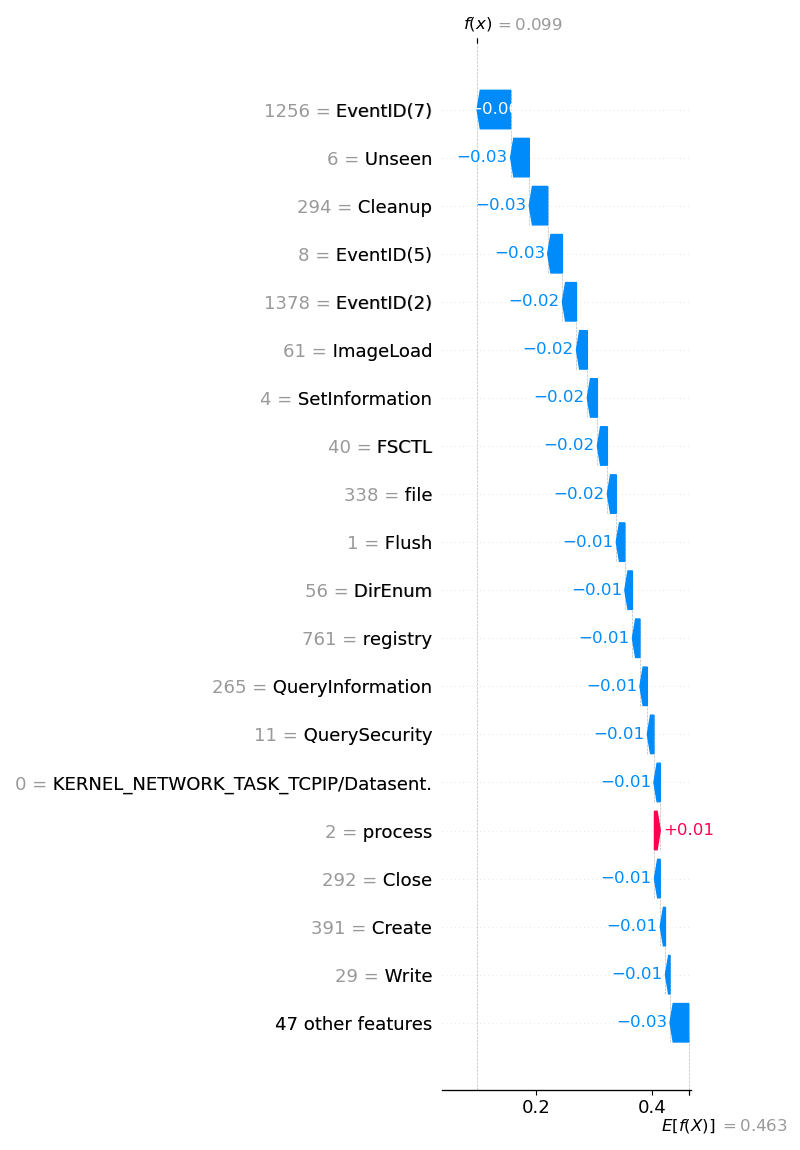 f(x) = 0.099
1256 = EventID(7) −0.06
6 = Unseen −0.03
294 = Cleanup −0.03
8 = EventID(5) −0.03
1378 = EventID(2) −0.02
61 = ImageLoad −0.02
4 = SetInformation −0.02
40 = FSCTL −0.02
338 = file −0.02
1 = Flush −0.01
56 = DirEnum −0.01
761 = registry −0.01
265 = QueryInformation −0.01
11 = QuerySecurity −0.01
0 = KERNEL_NETWORK_TASK_TCPIP/Datasent. −0.01
2 = process +0.01
292 = Close −0.01
391 = Create −0.01
29 = Write −0.01
47 other features −0.03
0.2 0.4
E[f(X)] = 0.463